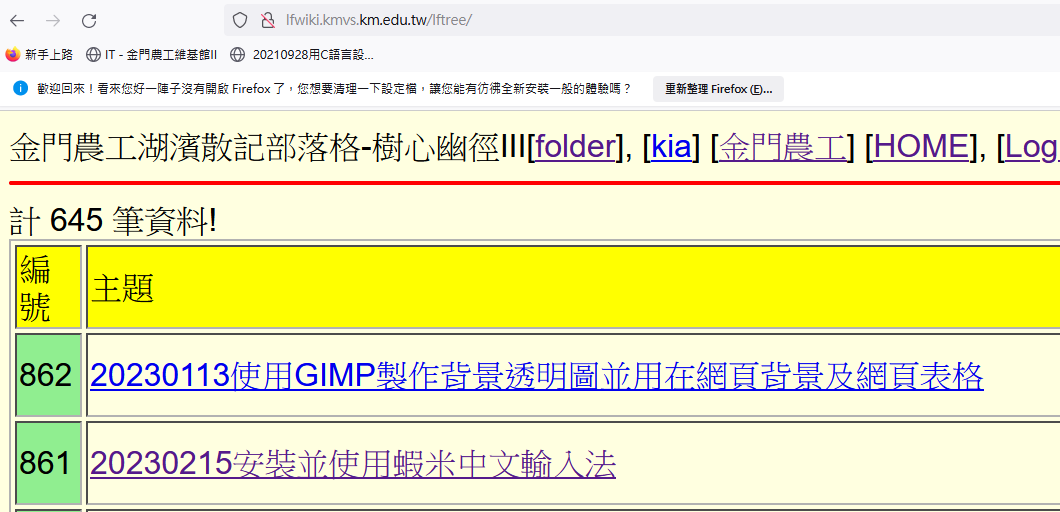 lfwiki.kmvs.km.edu.tw/lftree/
新手上路 IT - 金門農工維基館II 20210928用C語言設...
歡迎回來！看來您好一陣子沒有開啟 Firefox 了，您想要清理一下設定檔，讓您能有彷彿全新安裝一般的體驗嗎？ 重新整理 Firefox (F)...
金門農工湖濱散記部落格-樹心幽徑III[folder], [kia] [金門農工] [HOME], [Log
計 645 筆資料!
編號 主題
862 20230113使用GIMP製作背景透明圖並用在網頁背景及網頁表格
861 20230215安裝並使用蝦米中文輸入法